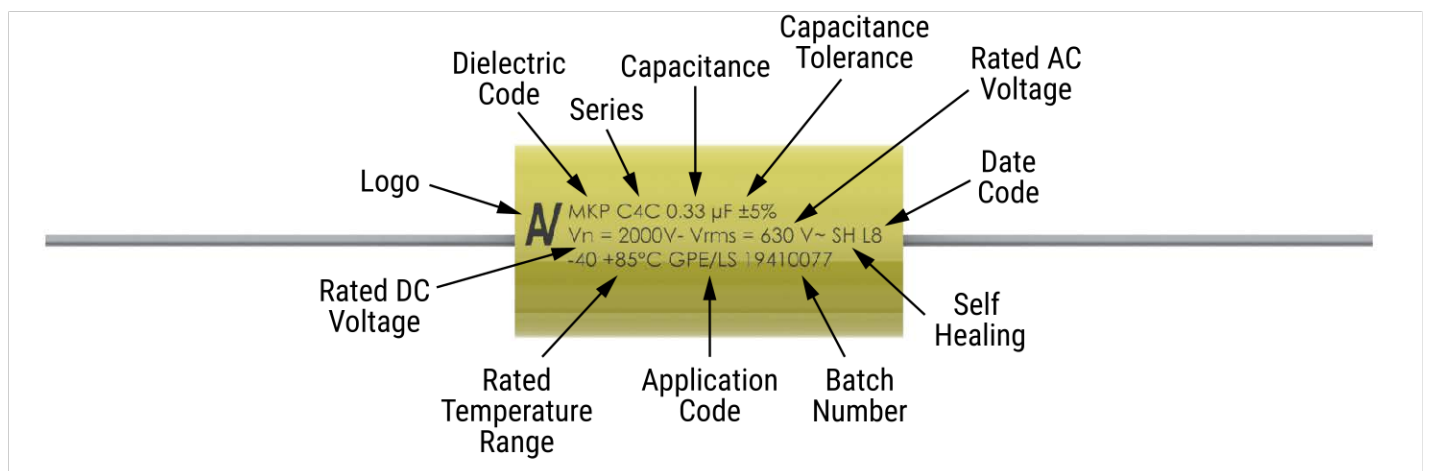 Dielectric
Code
Series
Capacitance
Capacitance
Tolerance
Rated AC
Voltage
Logo
Date
Code
MKP C4C 0.33 µF ±5%
Vn = 2000V- Vrms = 630 V~ SH L8
-40 +85°C GPE/LS 19410077
Rated DC
Voltage
Self
Healing
Rated
Temperature
Range
Application
Code
Batch
Number